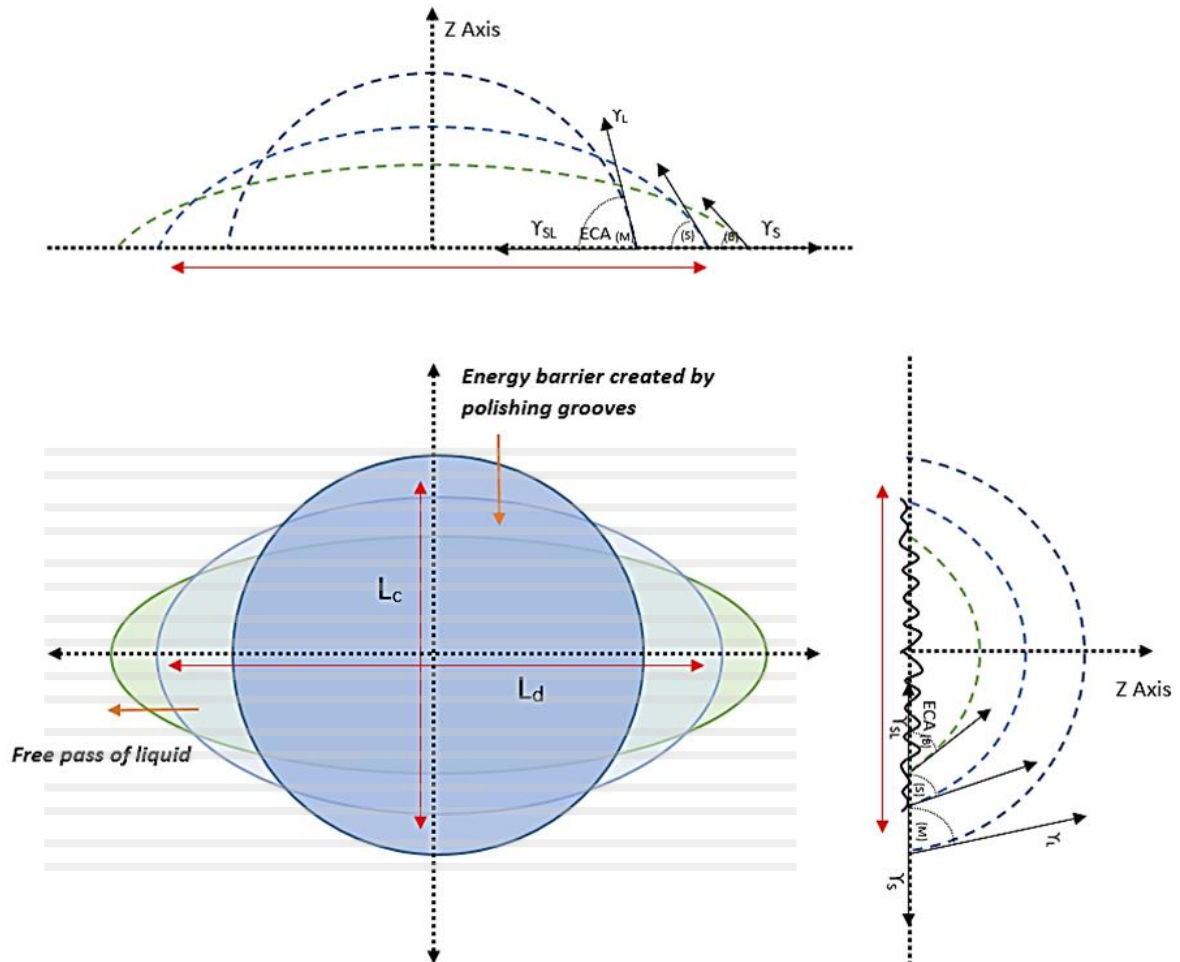 Z Axis
ϒL
ϒSL
ECA (M)
(S)
(B)
ϒS
Energy barrier created by
polishing grooves
Lc
Ld
Free pass of liquid
Z Axis
ECA (B)
ϒSL
(S)
(M)
ϒL
ϒS